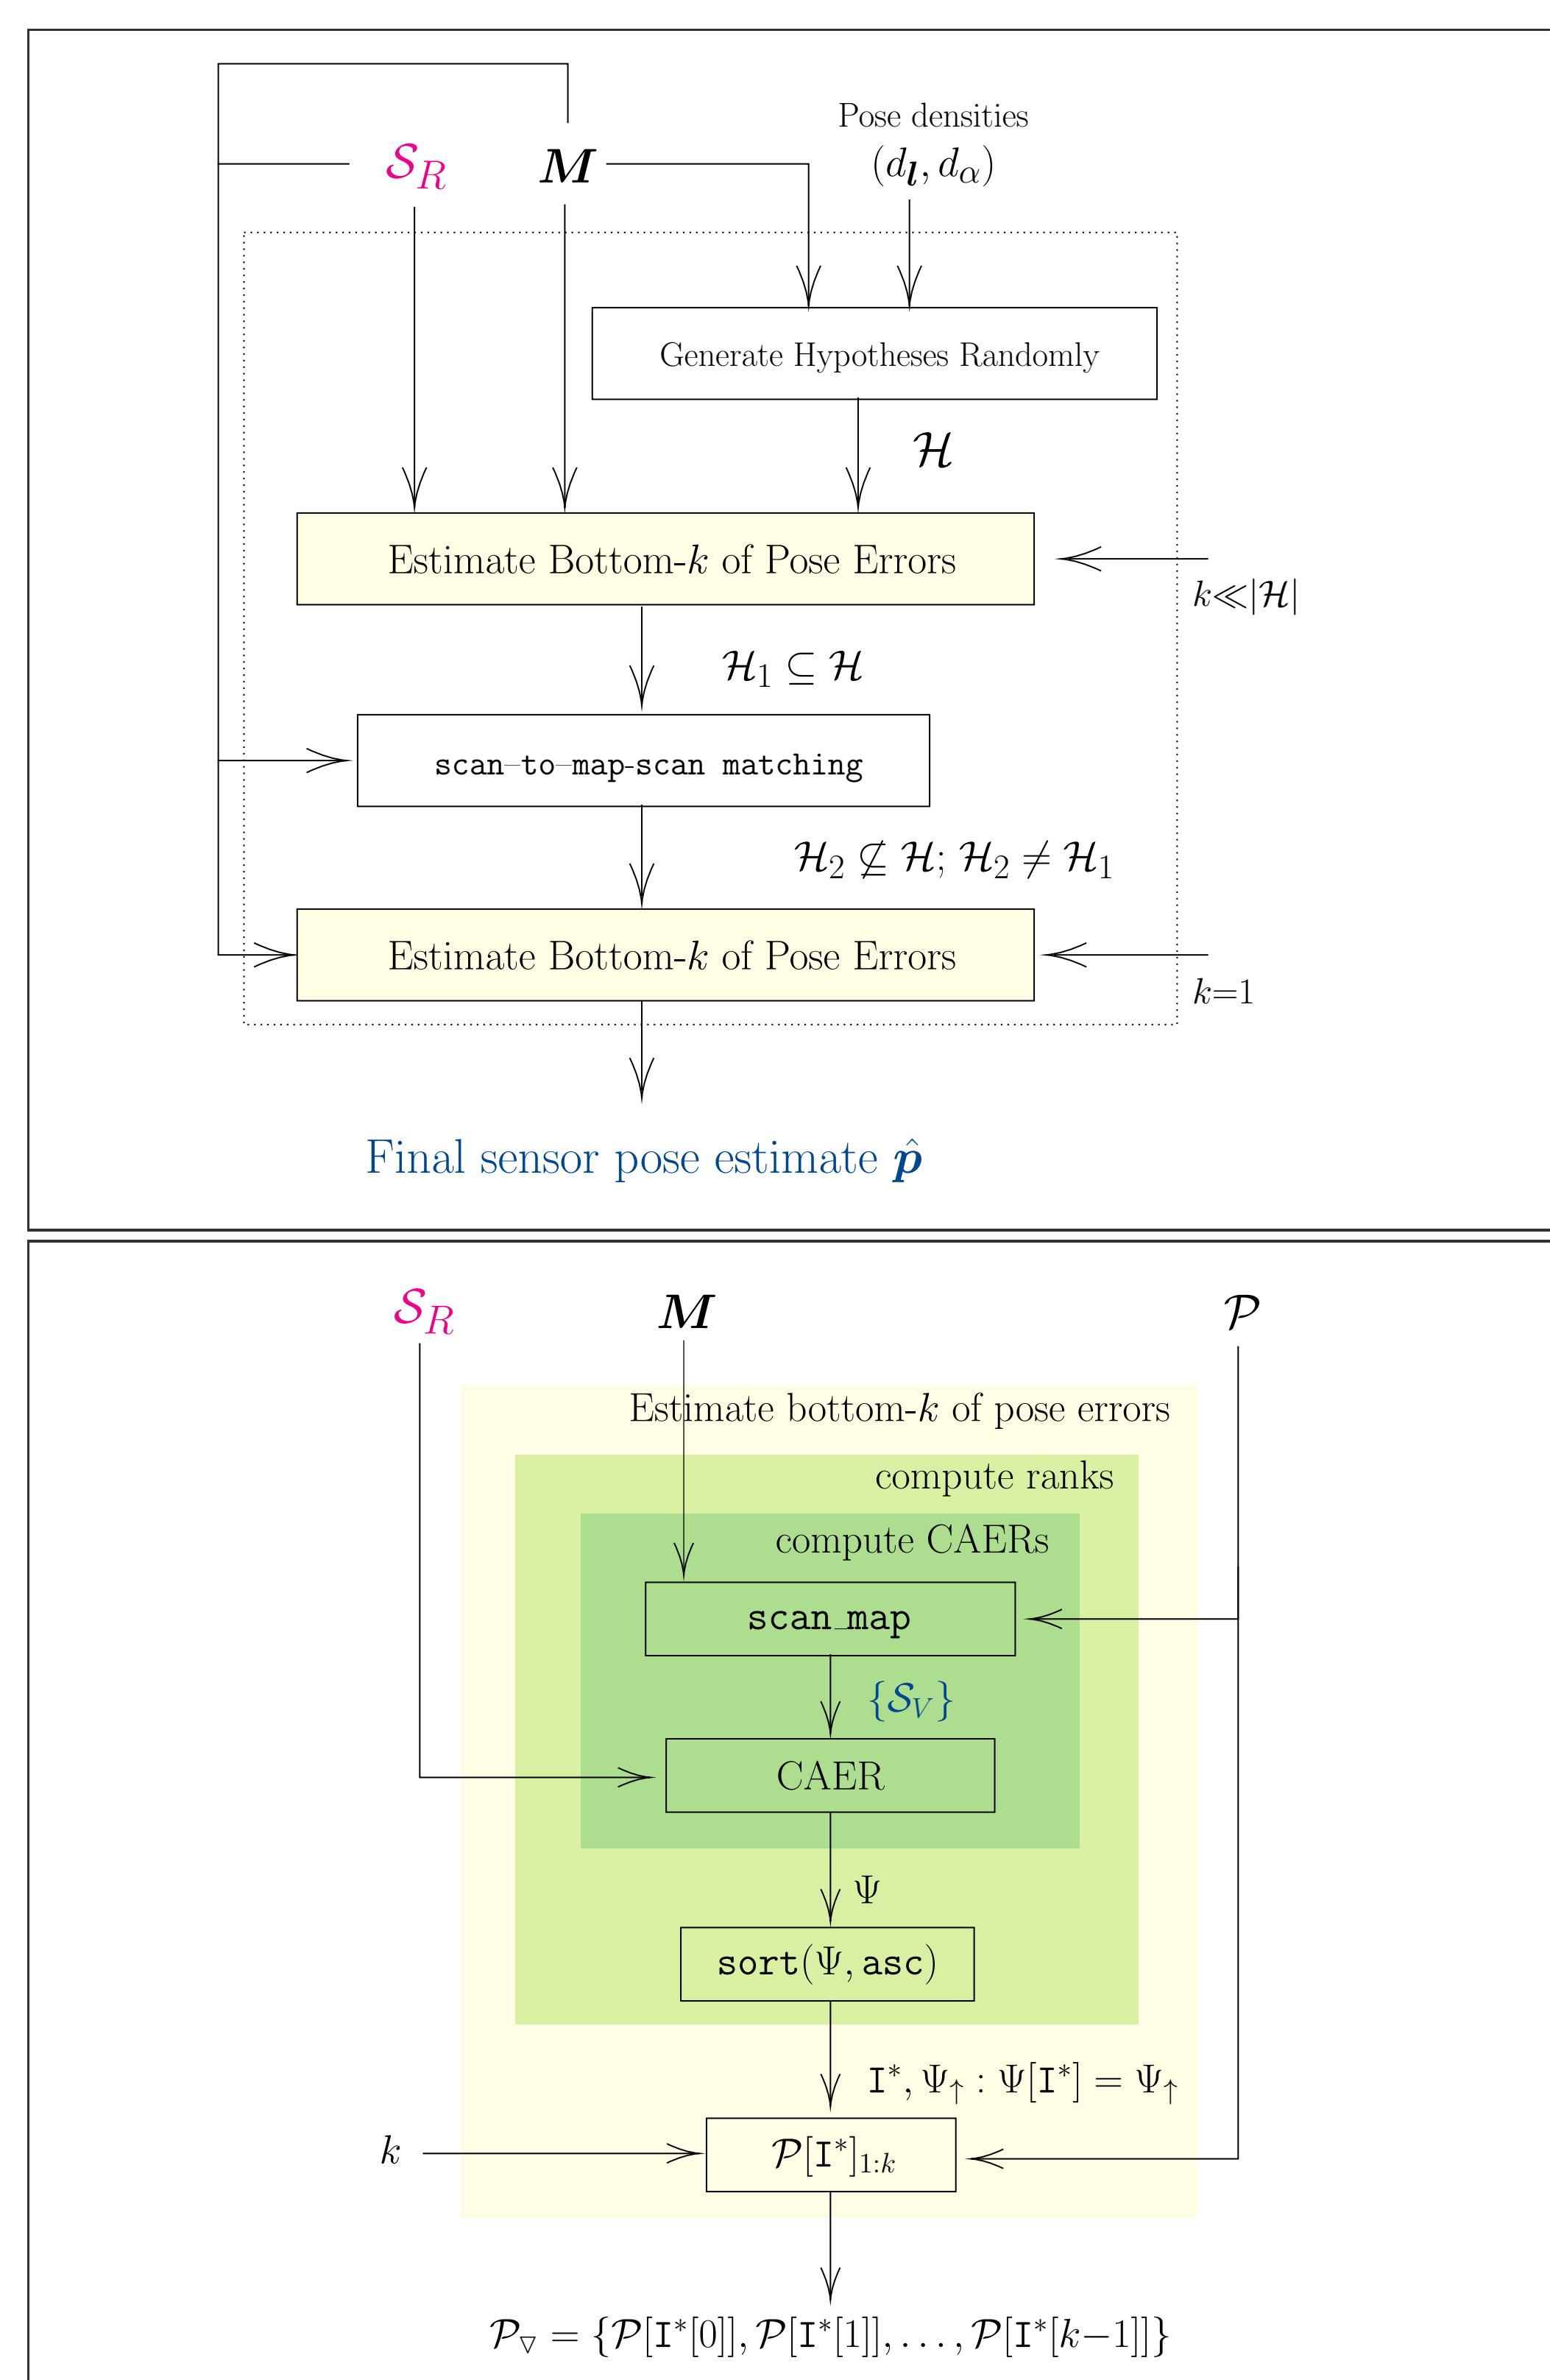 Pose densities
𝒮_R 𝑴 (d_𝒍, d_α)
Generate Hypotheses Randomly
ℋ
Estimate Bottom-k of Pose Errors
k≪|ℋ|
ℋ_1 ⊆ ℋ
scan–to–map-scan matching
ℋ_2 ⊈ ℋ; ℋ_2 ≠ ℋ_1
Estimate Bottom-k of Pose Errors
k=1
Final sensor pose estimate 𝒑̂
𝒮_R 𝑴 𝒫
Estimate bottom-k of pose errors
compute ranks
compute CAERs
scan_map
{𝒮_V}
CAER
Ψ
sort(Ψ, asc)
I*, Ψ_↑ : Ψ[I*] = Ψ_↑
k 𝒫[I*]_{1:k}
𝒫_▽ = {𝒫[I*[0]], 𝒫[I*[1]], …, 𝒫[I*[k−1]]}